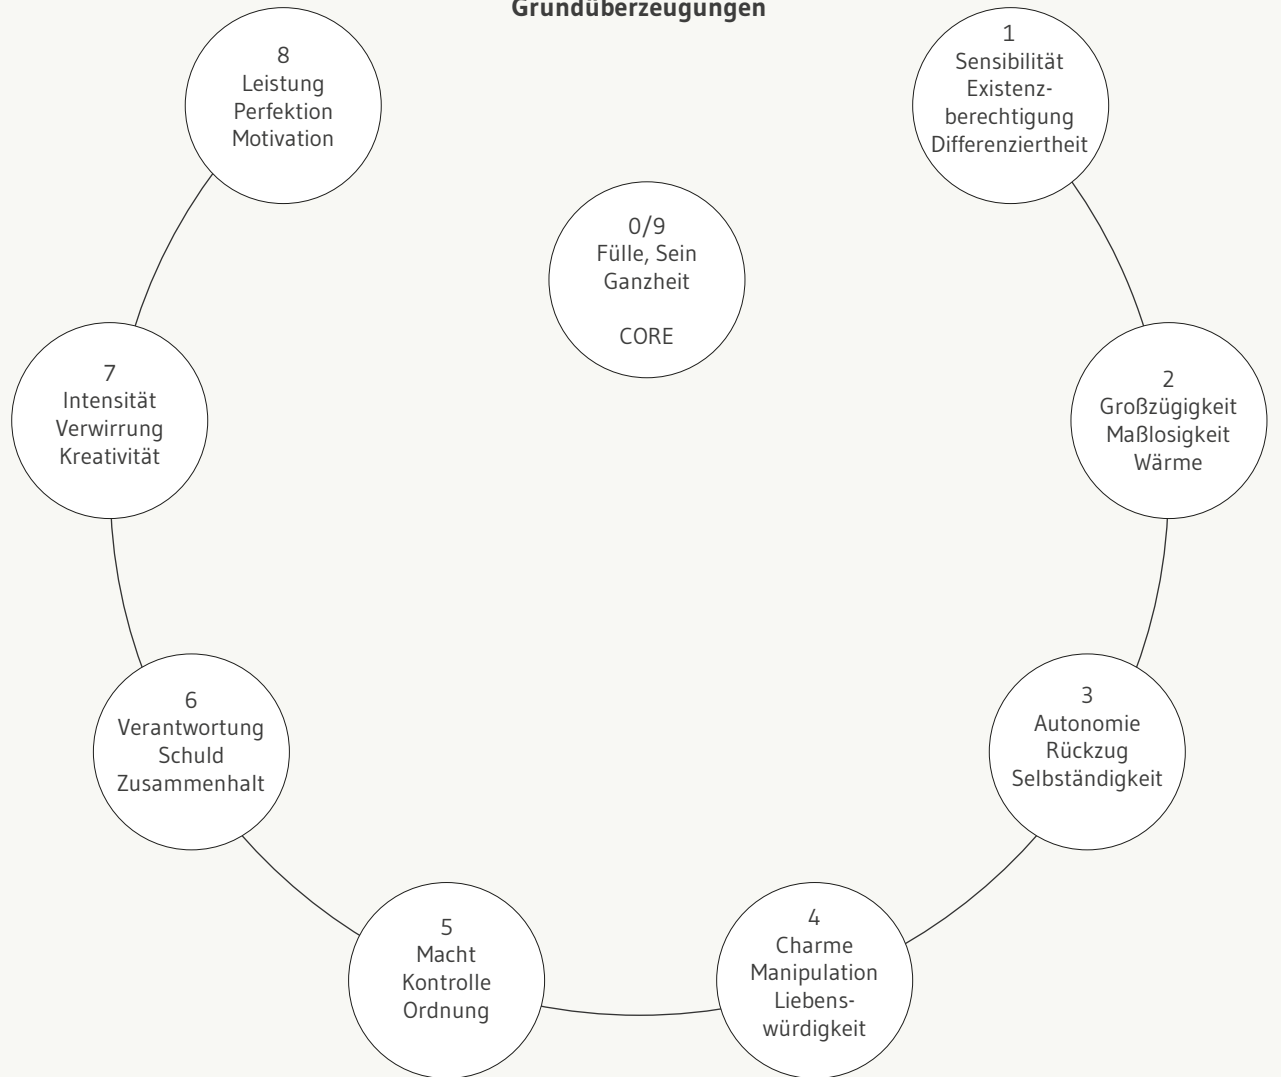 Grundüberzeugungen
8
Leistung
Perfektion
Motivation
1
Sensibilität
Existenz-
berechtigung
Differenziertheit
0/9
Fülle, Sein
Ganzheit
CORE
7
Intensität
Verwirrung
Kreativität
2
Großzügigkeit
Maßlosigkeit
Wärme
6
Verantwortung
Schuld
Zusammenhalt
3
Autonomie
Rückzug
Selbständigkeit
5
Macht
Kontrolle
Ordnung
4
Charme
Manipulation
Liebens-
würdigkeit